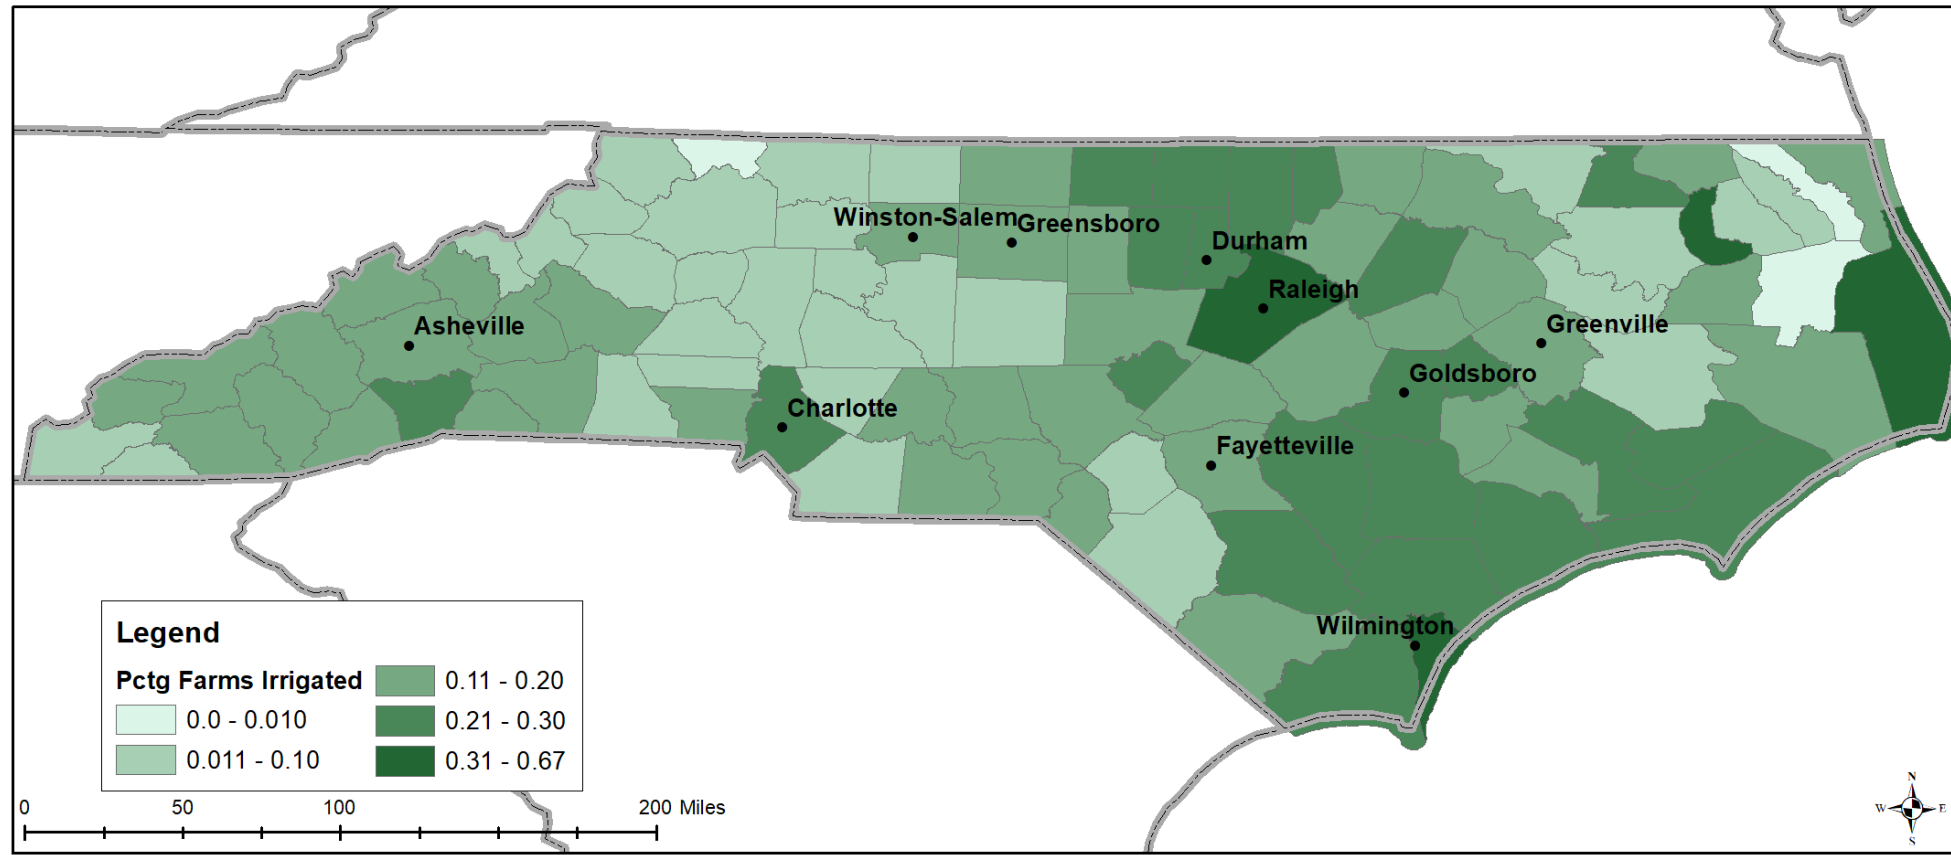 Winston-Salem
Greensboro
Durham
Raleigh
Asheville
Greenville
Goldsboro
Charlotte
Fayetteville
Wilmington
Legend
Pctg Farms Irrigated
0.0 - 0.010
0.011 - 0.10
0.11 - 0.20
0.21 - 0.30
0.31 - 0.67
0 50 100 200 Miles
N
W E
S